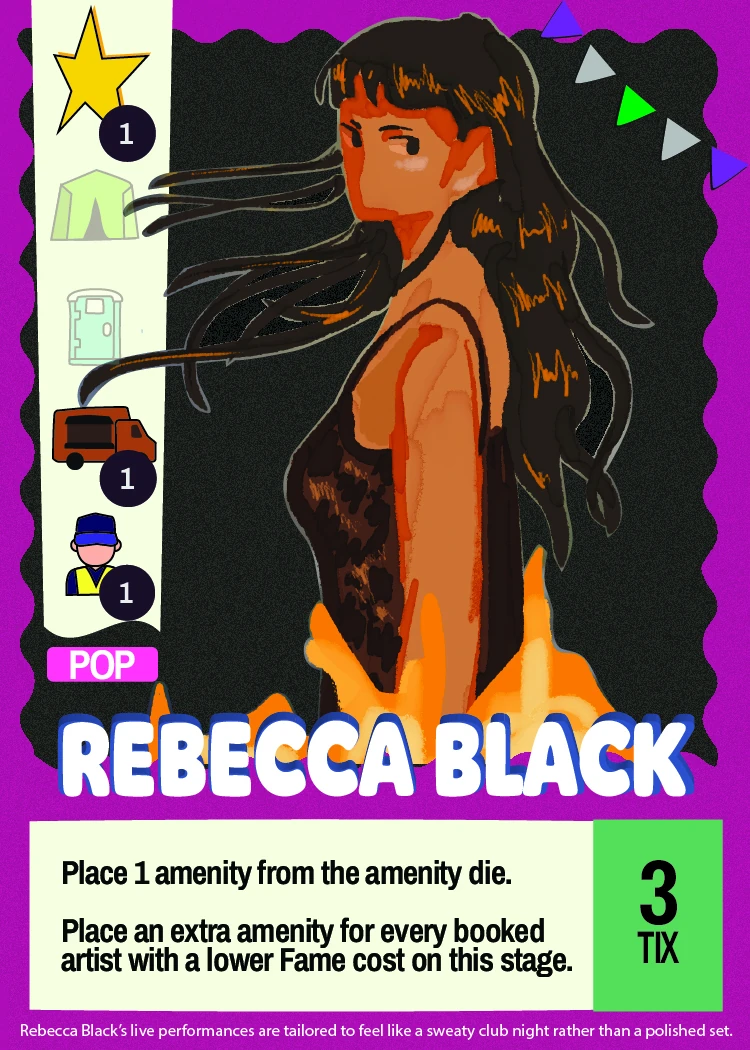 1
1
1
POP
REBECCA BLACK
Place 1 amenity from the amenity die.
Place an extra amenity for every booked
artist with a lower Fame cost on this stage.
3
TIX
Rebecca Black's live performances are tailored to feel like a sweaty club night rather than a polished set.